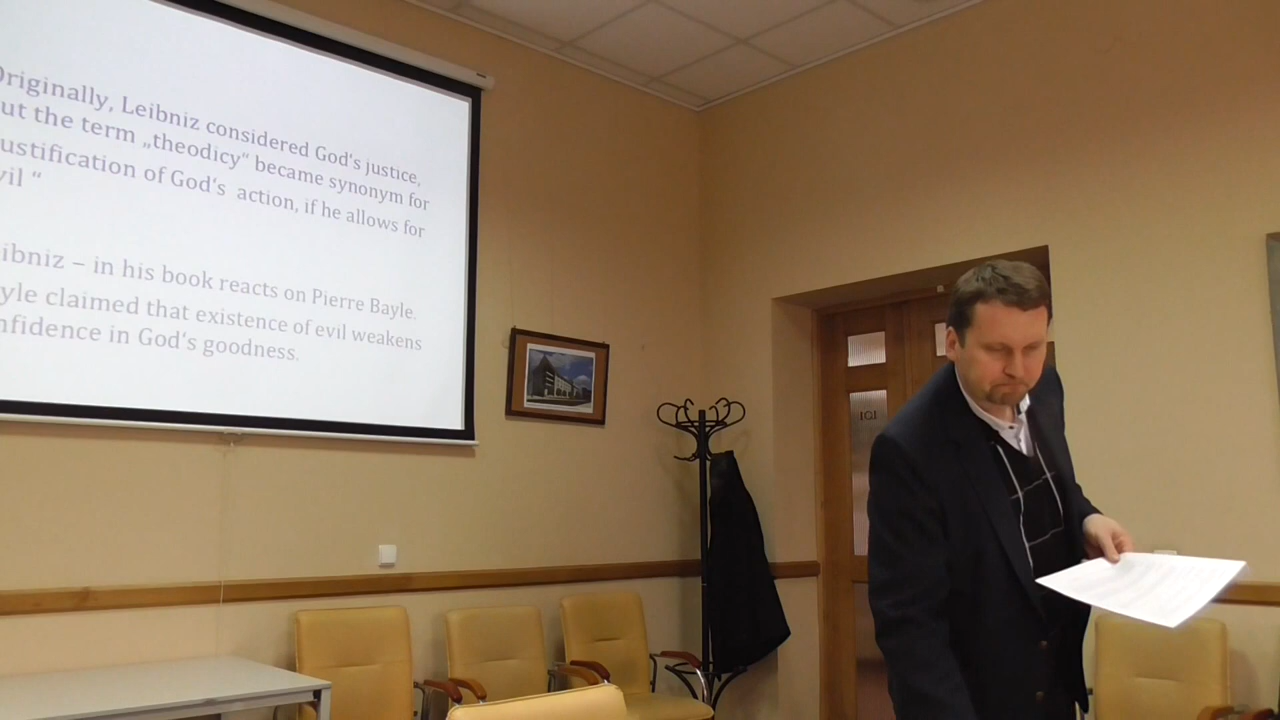 Originally, Leibniz considered God's justice,
ut the term „theodicy“ became synonym for
ustification of God's action, if he allows for
vil “
ibniz – in his book reacts on Pierre Bayle.
yle claimed that existence of evil weakens
nfidence in God's goodness.
101